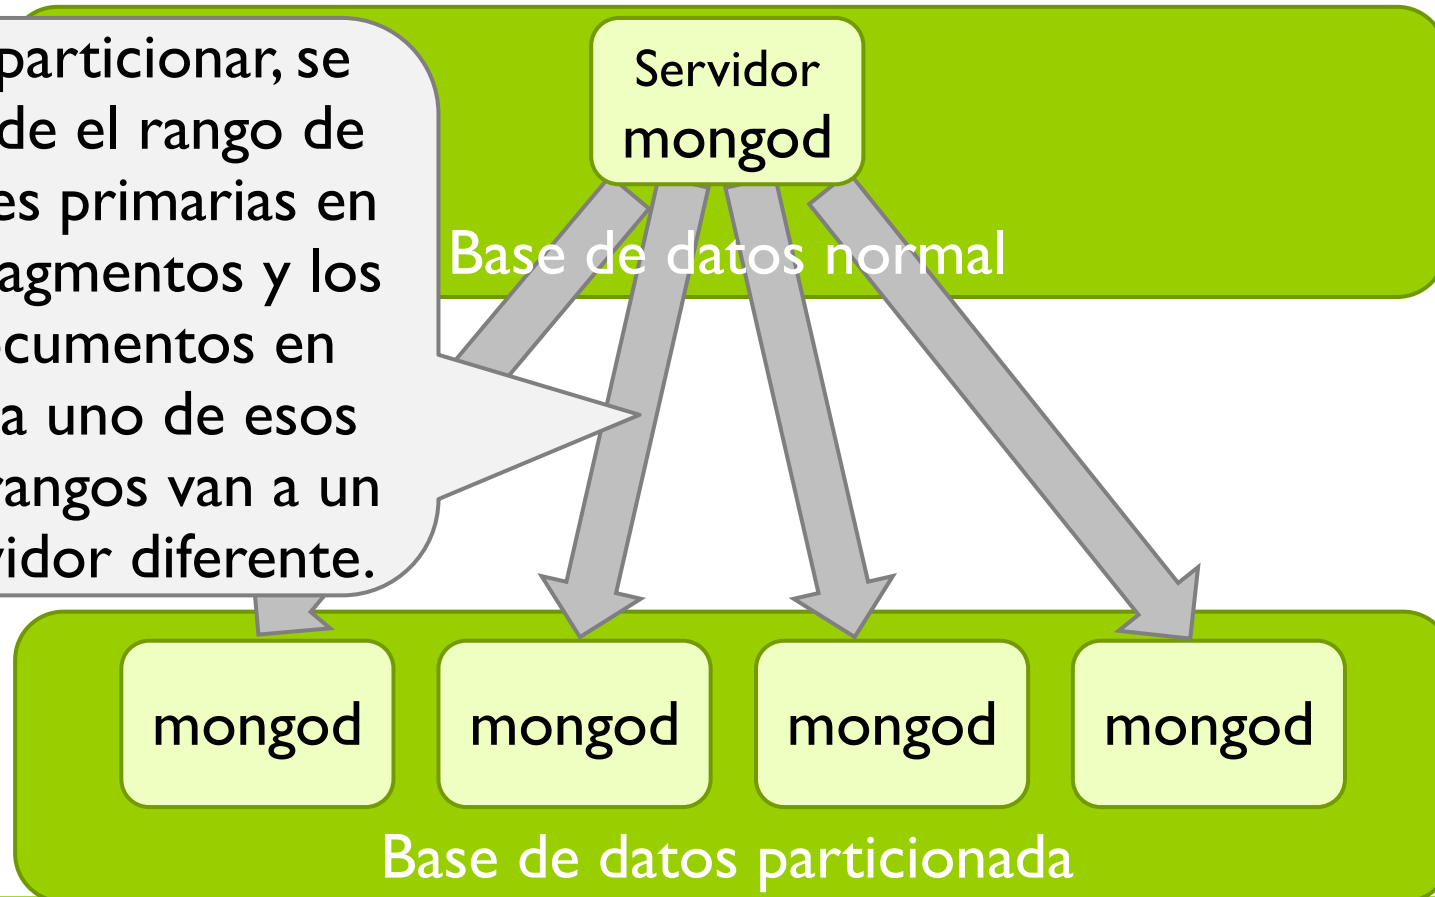 particionar, se
de el rango de
es primarias en
agmentos y los
cumentos en
a uno de esos
rangos van a un
vidor diferente.
Servidor
mongod
Base de datos normal
mongod
mongod
mongod
mongod
Base de datos particionada